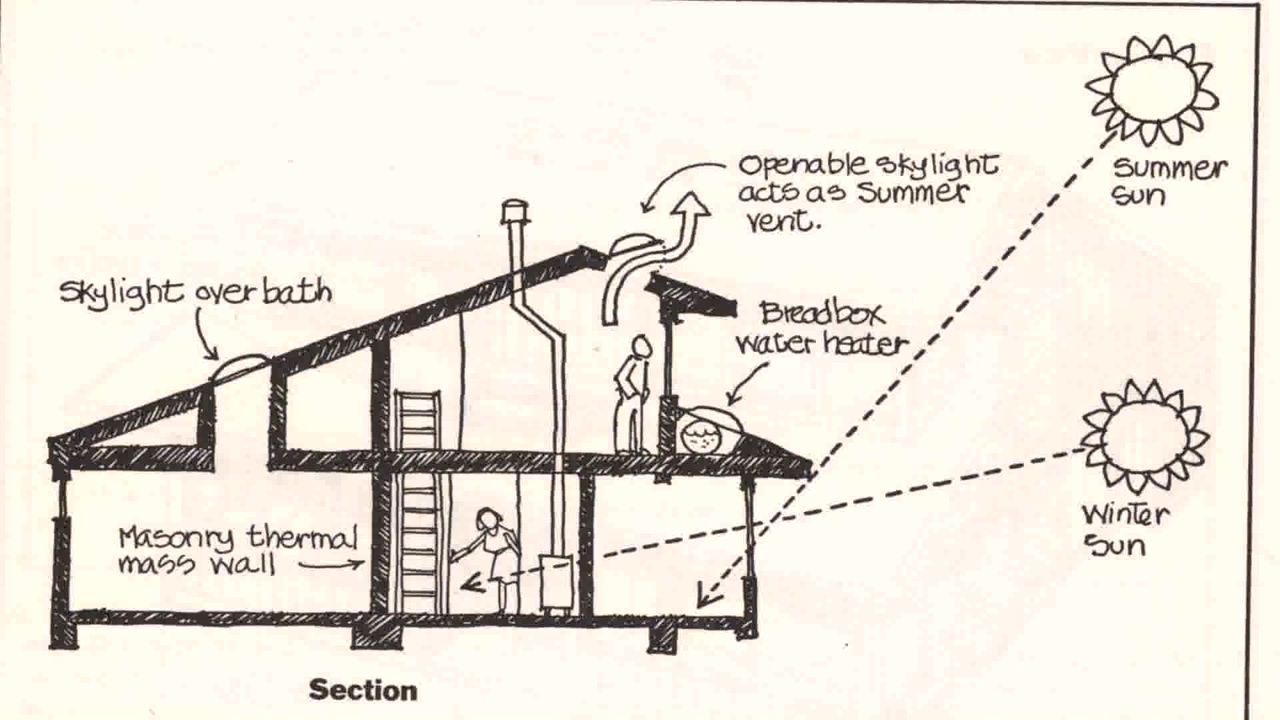 Summer
Sun
Openable skylight
acts as Summer
vent.
Skylight over bath
Breadbox
water heater
Winter
Sun
Masonry thermal
mass wall
Section